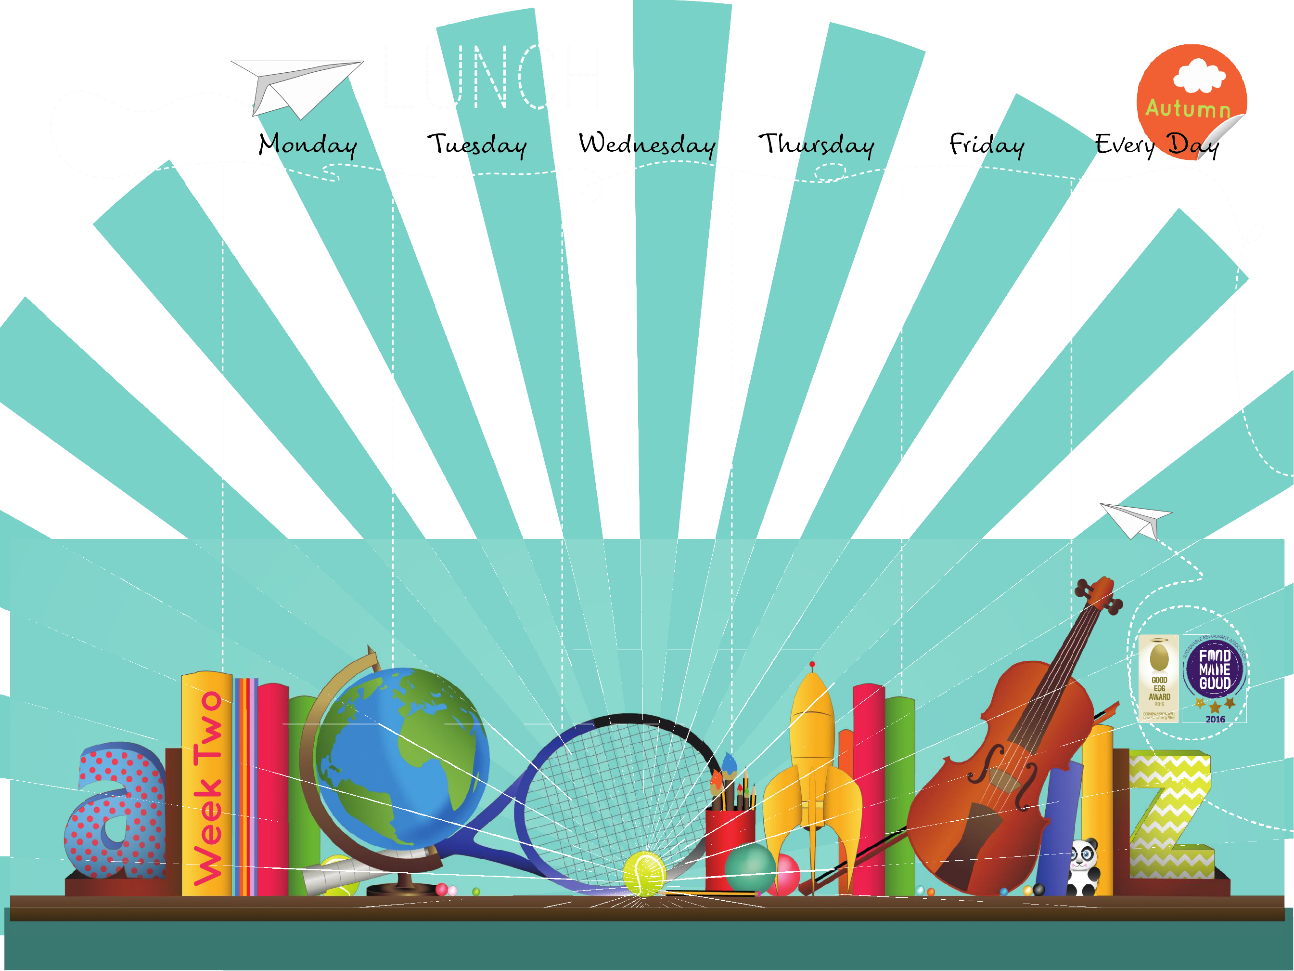 LUNCH
Autumn
Monday Tuesday Wednesday Thursday Friday Every Day
GOOD
EGG
AWARD
FOOD
MADE
GOOD
2016
Week Two
a
z